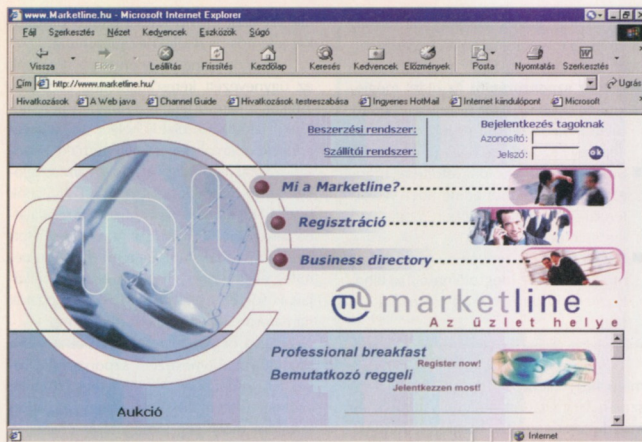 www.Marketline.hu - Microsoft Internet Explorer
Fájl Szerkesztés Nézet Kedvencek Eszközök Súgó
Vissza Előre Leállítás Frissítés Kezdőlap Keresés Kedvencek Előzmények Posta Nyomtatás Szerkesztés
Cím http://www.marketline.hu/ Ugrás
Hivatkozások A Web java Channel Guide Hivatkozások testreszabása Ingyenes HotMail Internet kiindulópont Microsoft
Beszerzési rendszer:
Szállítói rendszer:
Bejelentkezés tagoknak
Azonosító:
Jelszó: ok
Mi a Marketline?
Regisztráció
Business directory
marketline
Az üzlet helye
Professional breakfast
Register now!
Bemutatkozó reggeli
Jelentkezzen most!
Aukció
Internet